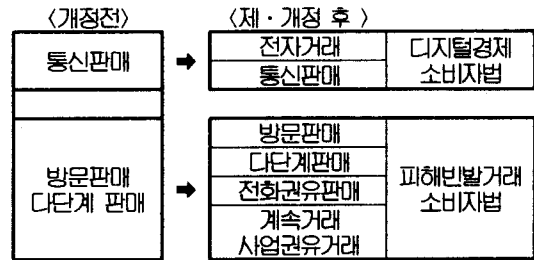 〈개정전〉 〈제·개정 후 〉
통신판매 ➡ 전자거래 디지털경제
통신판매 소비자법
방문판매
다단계판매
방문판매 ➡ 전화권유판매 피해빈발거래
다단계 판매 계속거래 소비자법
사업권유거래